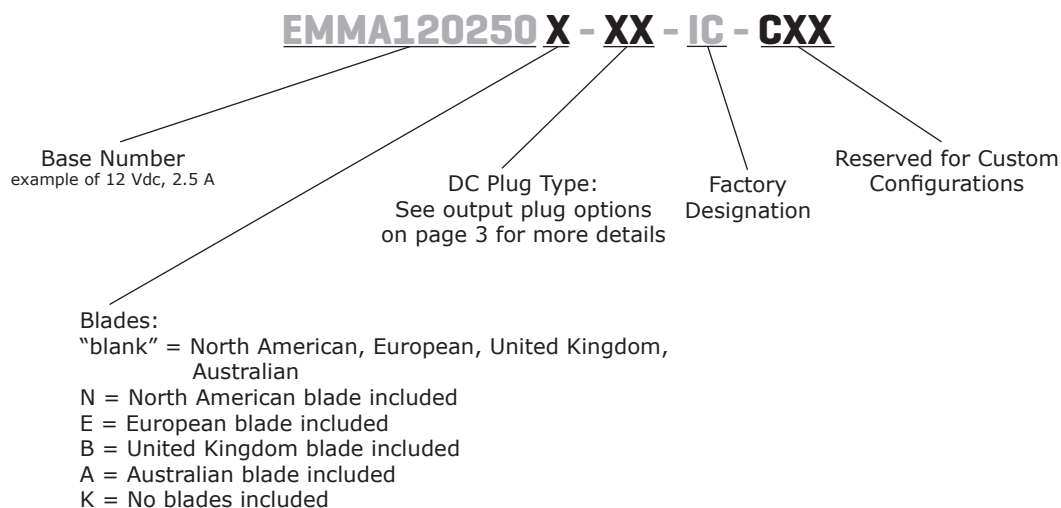 EMMA120250 X - XX - IC - CXX
Base Number
example of 12 Vdc, 2.5 A
DC Plug Type:
See output plug options
on page 3 for more details
Factory
Designation
Reserved for Custom
Configurations
Blades:
“blank” = North American, European, United Kingdom,
Australian
N = North American blade included
E = European blade included
B = United Kingdom blade included
A = Australian blade included
K = No blades included